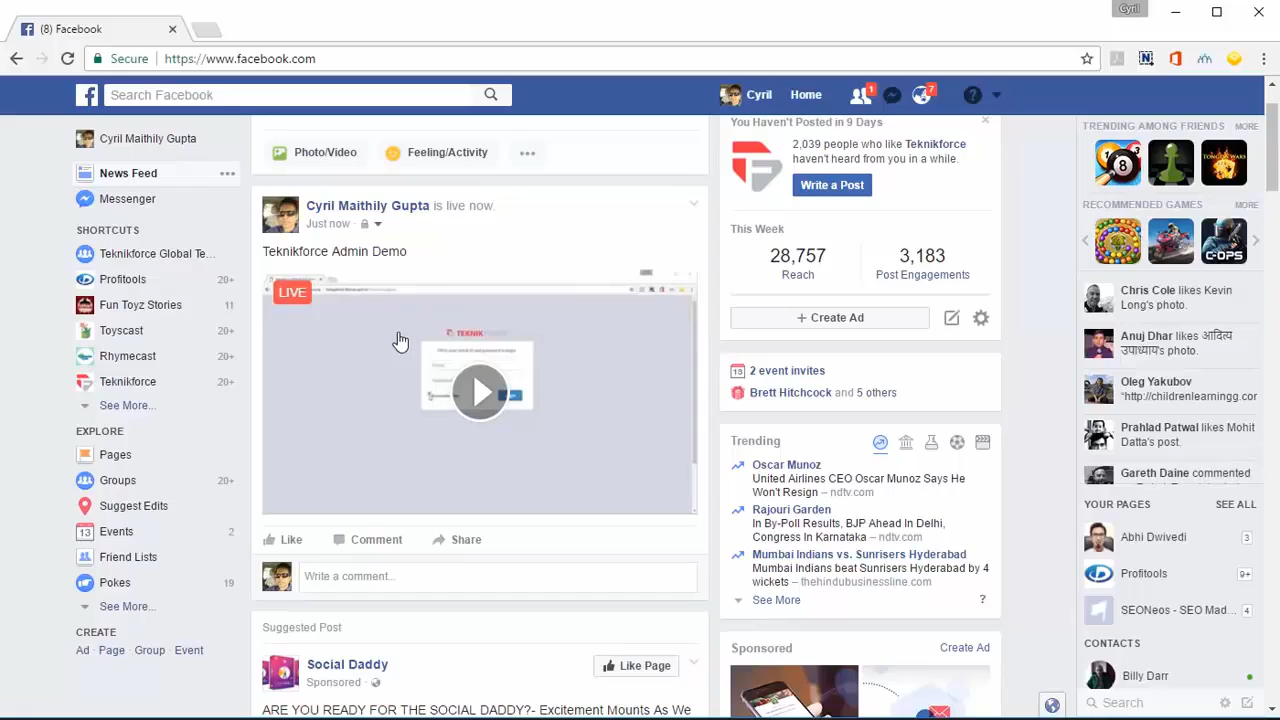 Cyril
(8) Facebook
Secure
https://www.facebook.com
Search Facebook
Cyril
Home
1
7
Cyril Maithily Gupta
News Feed
Messenger
SHORTCUTS
Teknikforce Global Te...
Profitools 20+
Fun Toyz Stories 11
Toyscast 20+
Rhymecast 20+
Teknikforce 20+
See More...
EXPLORE
Pages
Groups 20+
Suggest Edits
Events 2
Friend Lists
Pokes 19
See More...
CREATE
Ad · Page · Group · Event
Photo/Video
Feeling/Activity
Cyril Maithily Gupta is live now.
Just now
Teknikforce Admin Demo
LIVE
TEKNIK
Like
Comment
Share
Write a comment...
Suggested Post
Social Daddy
Sponsored
Like Page
ARE YOU READY FOR THE SOCIAL DADDY?- Excitement Mounts As We
You Haven't Posted in 9 Days
2,039 people who like Teknikforce
haven't heard from you in a while.
Write a Post
This Week
28,757
Reach
3,183
Post Engagements
+ Create Ad
2 event invites
Brett Hitchcock and 5 others
Trending
Oscar Munoz
United Airlines CEO Oscar Munoz Says He
Won't Resign – ndtv.com
Rajouri Garden
In By-Poll Results, BJP Ahead In Delhi,
Congress In Karnataka – ndtv.com
Mumbai Indians vs. Sunrisers Hyderabad
Mumbai Indians beat Sunrisers Hyderabad by 4
wickets – thehindubusinessline.com
See More
?
Sponsored
Create Ad
TRENDING AMONG FRIENDS MORE
RECOMMENDED GAMES MORE
C-OPS
Chris Cole likes Kevin
Long's photo.
Anuj Dhar likes आदित्य
उपाध्याय's photo.
Oleg Yakubov
“http://childrenlearningg.cor
Prahlad Patwal likes Mohit
Datta's post.
Gareth Daine commented
YOUR PAGES SEE ALL
Abhi Dwivedi 3
Profitools 9+
SEONeos - SEO Mad... 4
CONTACTS
Billy Darr
Search